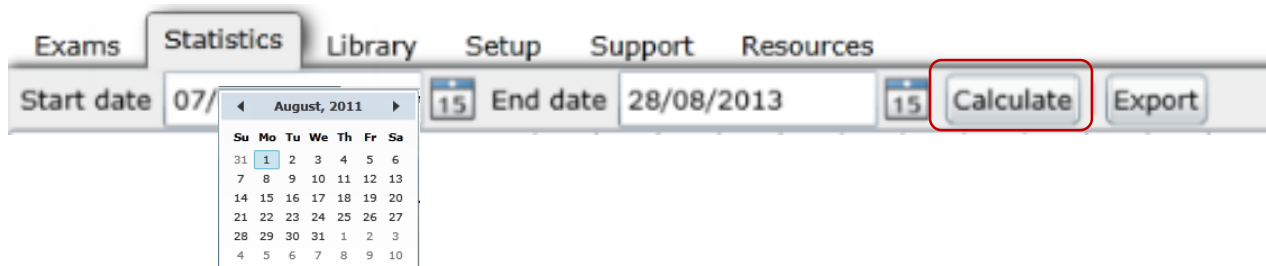 Exams Statistics Library Setup Support Resources
Start date 07/ 15 End date 28/08/2013 15 Calculate Export
August, 2011
Su Mo Tu We Th Fr Sa
31 1 2 3 4 5 6
7 8 9 10 11 12 13
14 15 16 17 18 19 20
21 22 23 24 25 26 27
28 29 30 31 1 2 3
4 5 6 7 8 9 10